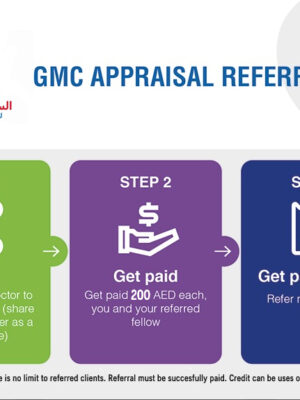 GMC APPRAISAL REFERR
الس
STEP 2
S
Get paid
Get p
ctor to
(share
er as a
e)
Get paid 200 AED each,
you and your referred
fellow
Refer r
e is no limit to referred clients. Referral must be succesfully paid. Credit can be uses o